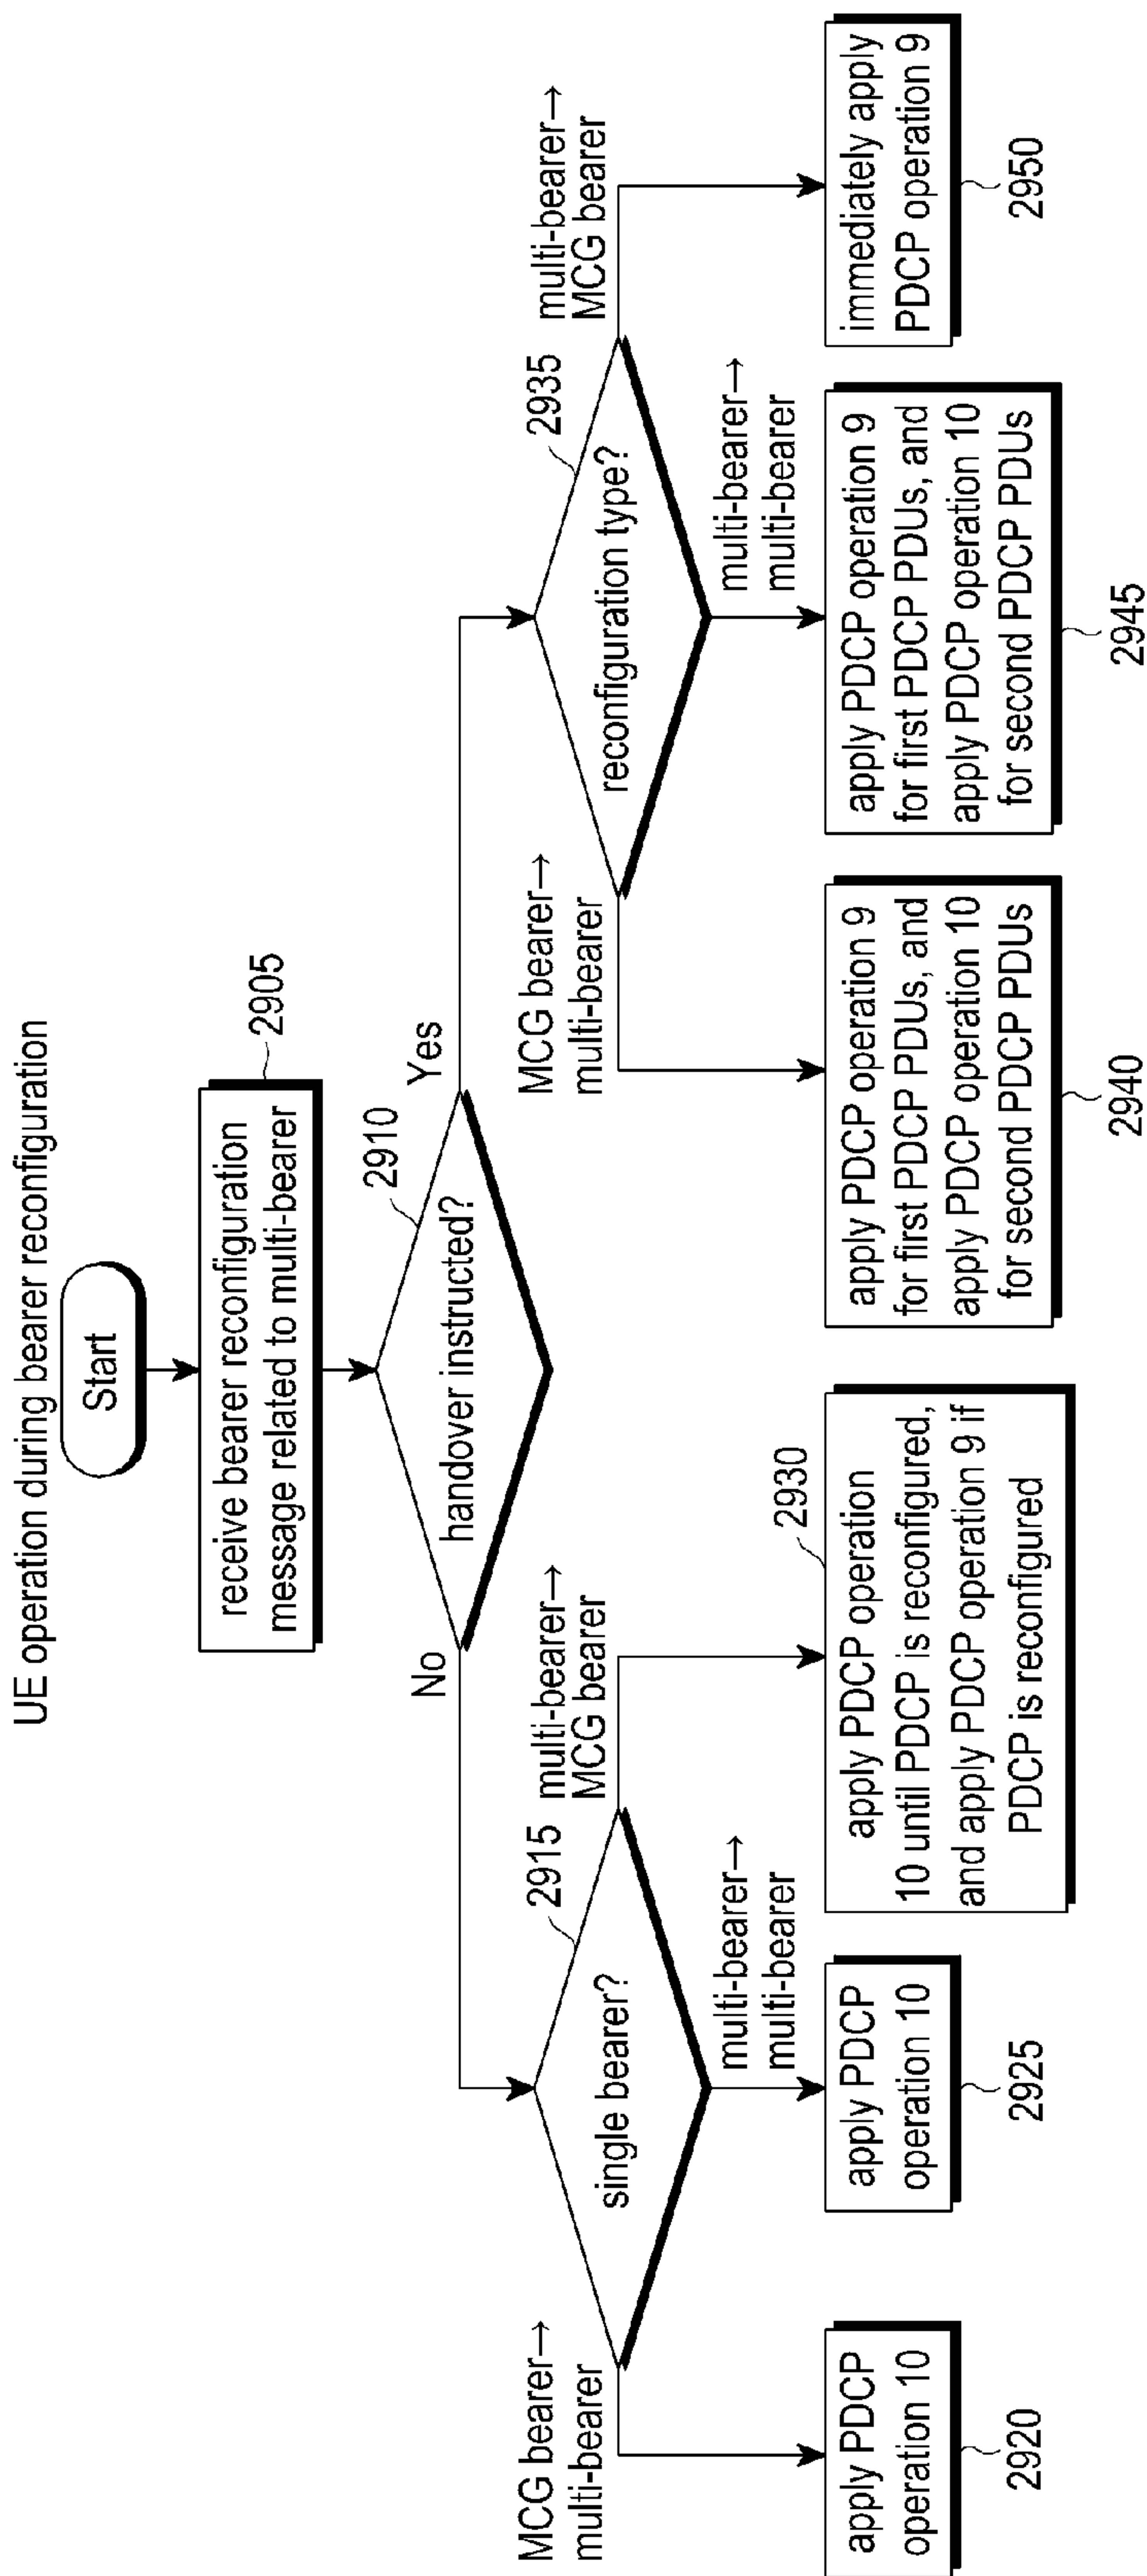 UE operation during bearer reconfiguration
Start
receive bearer reconfiguration
message related to multi-bearer
2905
handover instructed?
2910
No
Yes
single bearer?
2915
MCG bearer→
multi-bearer
multi-bearer→
multi-bearer
multi-bearer→
MCG bearer
apply PDCP
operation 10
2920
apply PDCP
operation 10
2925
apply PDCP operation
10 until PDCP is reconfigured,
and apply PDCP operation 9 if
PDCP is reconfigured
2930
reconfiguration type?
2935
MCG bearer→
multi-bearer
multi-bearer→
multi-bearer
multi-bearer→
MCG bearer
apply PDCP operation 9
for first PDCP PDUs, and
apply PDCP operation 10
for second PDCP PDUs
2940
apply PDCP operation 9
for first PDCP PDUs, and
apply PDCP operation 10
for second PDCP PDUs
2945
immediately apply
PDCP operation 9
2950